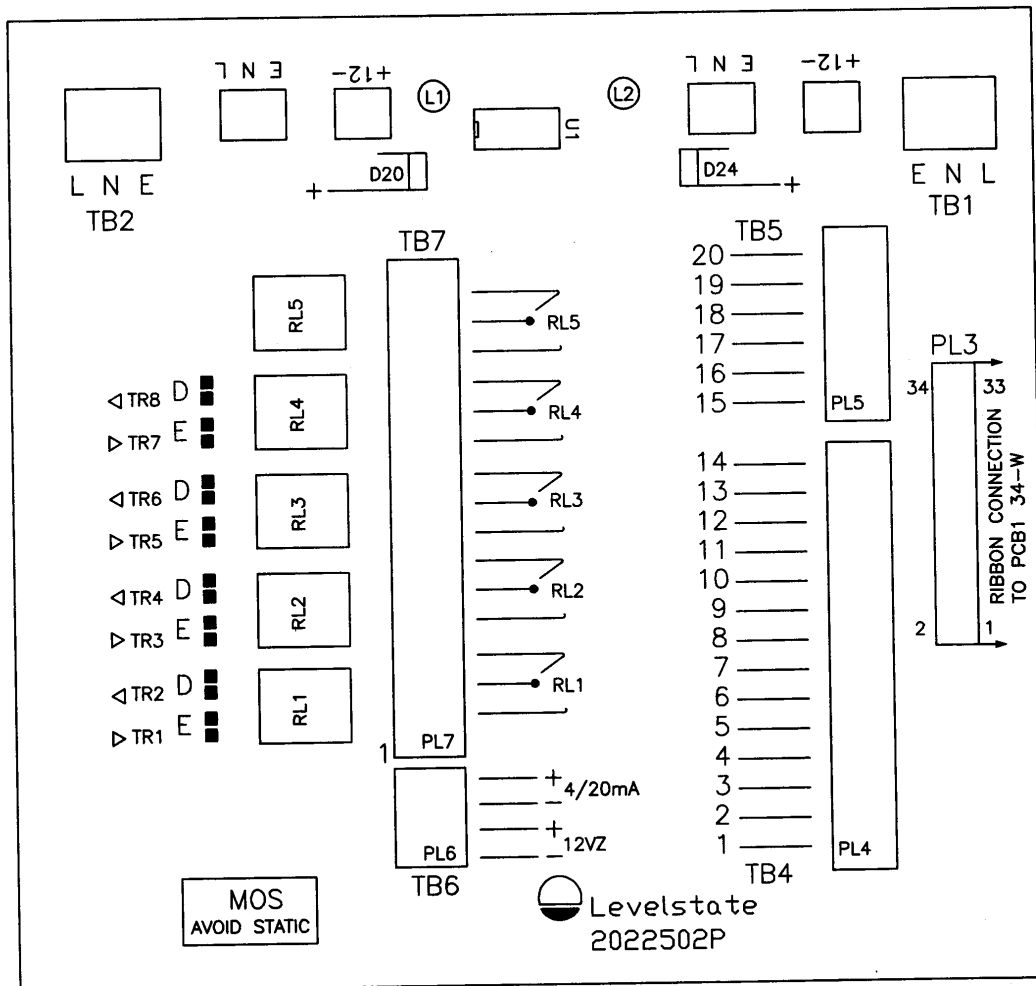 L N E
+12-
L1
L2
L N E
+12-
U1
L N E
TB2
D20
+
D24
+
E N L
TB1
TB7
TB5
20
19
18
17
16
15
PL5
PL3
34
33
RIBBON CONNECTION
TO PCB1 34-W
2
1
RL5
RL5
TR8 D
TR7 E
RL4
RL4
TR6 D
TR5 E
RL3
RL3
TR4 D
TR3 E
RL2
RL2
TR2 D
TR1 E
RL1
RL1
1
PL7
14
13
12
11
10
9
8
7
6
5
4
3
2
1
PL4
TB4
+
4/20mA
-
+
12VZ
-
PL6
TB6
MOS
AVOID STATIC
Levelstate
2022502P